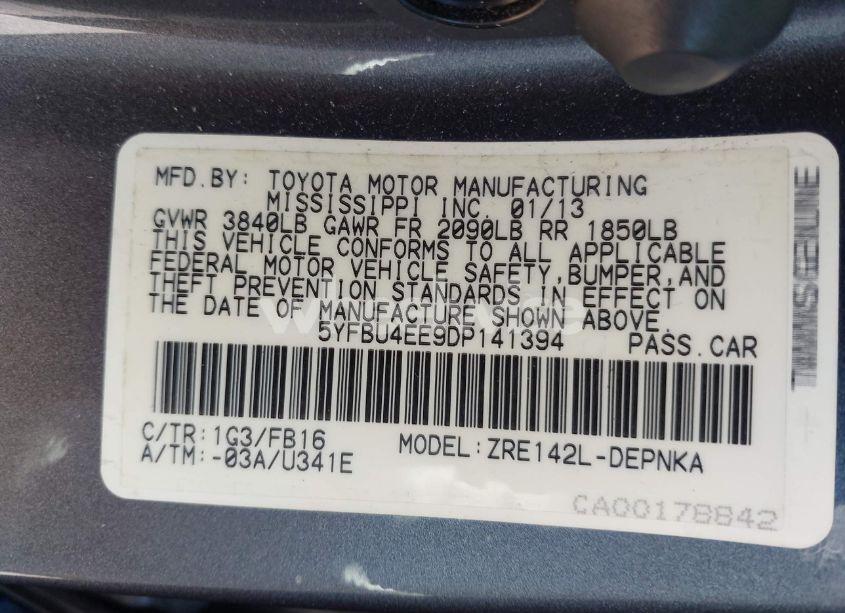 MFD.BY: TOYOTA MOTOR MANUFACTURING
MISSISSIPPI INC. 01/13
GVWR 3840LB GAWR FR 2090LB RR 1850LB
THIS VEHICLE CONFORMS TO ALL APPLICABLE
FEDERAL MOTOR VEHICLE SAFETY,BUMPER,AND
THEFT PREVENTION STANDARDS IN EFFECT ON
THE DATE OF MANUFACTURE SHOWN ABOVE.
5YFBU4EE9DP141394 PASS.CAR
C/TR:1G3/FB16 MODEL:ZRE142L-DEPNKA
A/TM:-03A/U341E
CA00178842